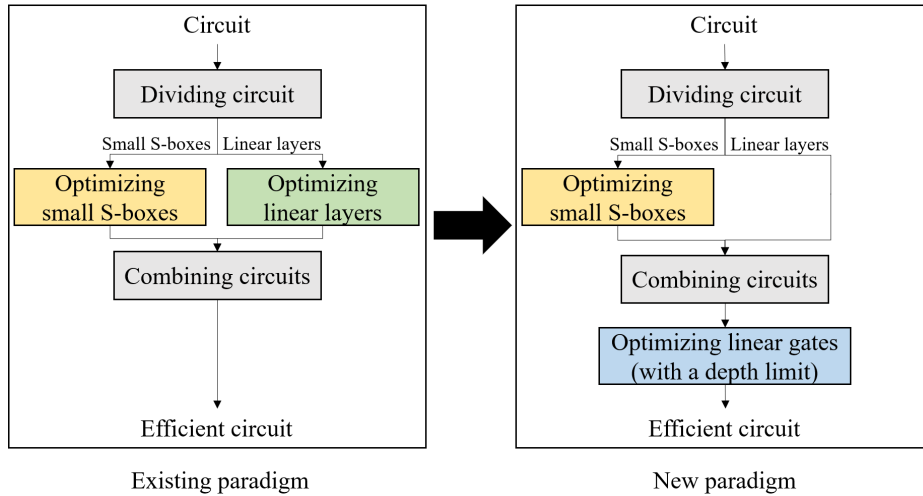 Circuit
Dividing circuit
Small S-boxes
Linear layers
Optimizing
small S-boxes
Optimizing
linear layers
Combining circuits
Efficient circuit
Existing paradigm
Circuit
Dividing circuit
Small S-boxes
Linear layers
Optimizing
small S-boxes
Combining circuits
Optimizing linear gates
(with a depth limit)
Efficient circuit
New paradigm